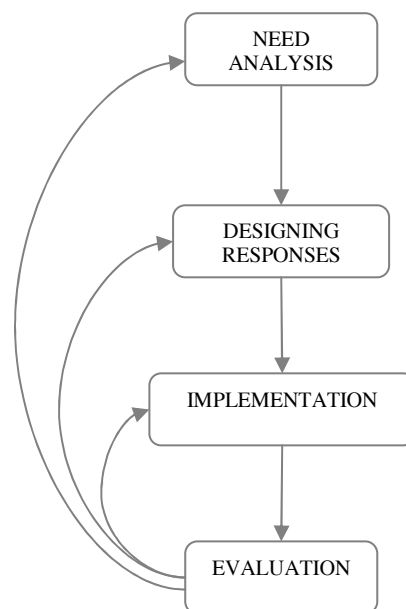 NEED
ANALYSIS
DESIGNING
RESPONSES
IMPLEMENTATION
EVALUATION